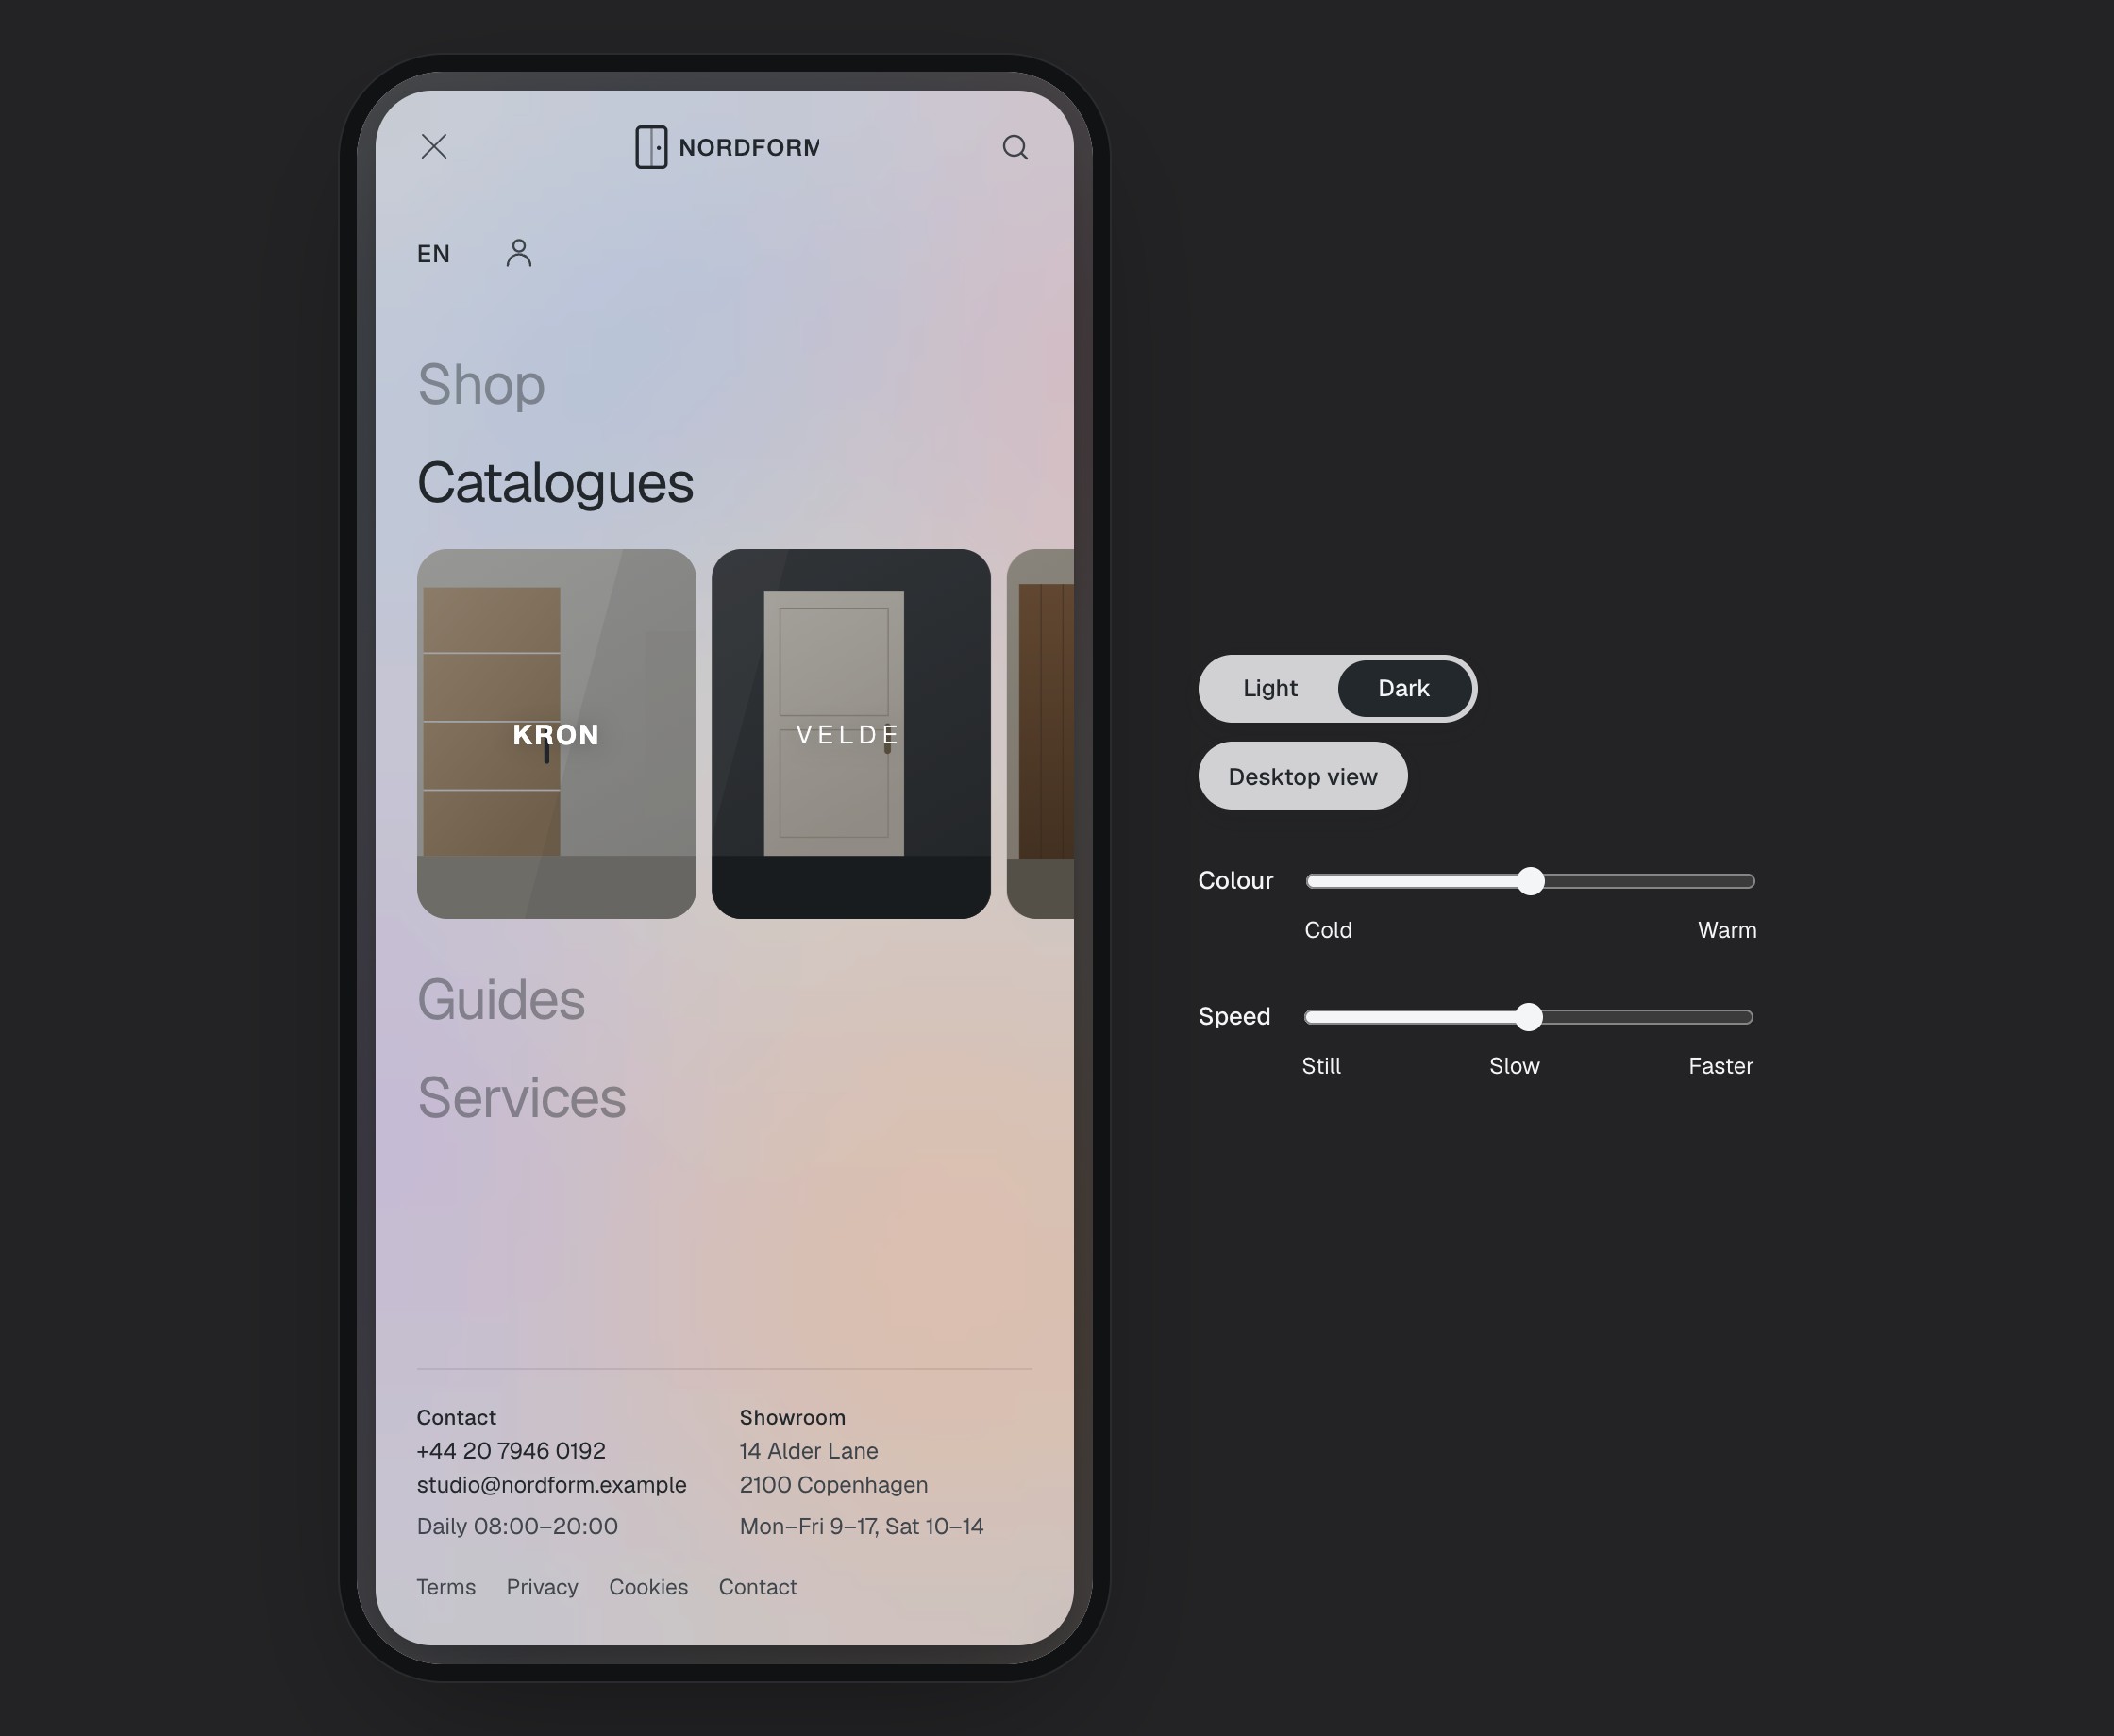 NORDFORM
EN
Shop
Catalogues
KRON
VELDE
Guides
Services
Contact
+44 20 7946 0192
studio@nordform.example
Daily 08:00–20:00
Showroom
14 Alder Lane
2100 Copenhagen
Mon–Fri 9–17, Sat 10–14
Terms Privacy Cookies Contact
Light Dark
Desktop view
Colour
Cold Warm
Speed
Still Slow Faster